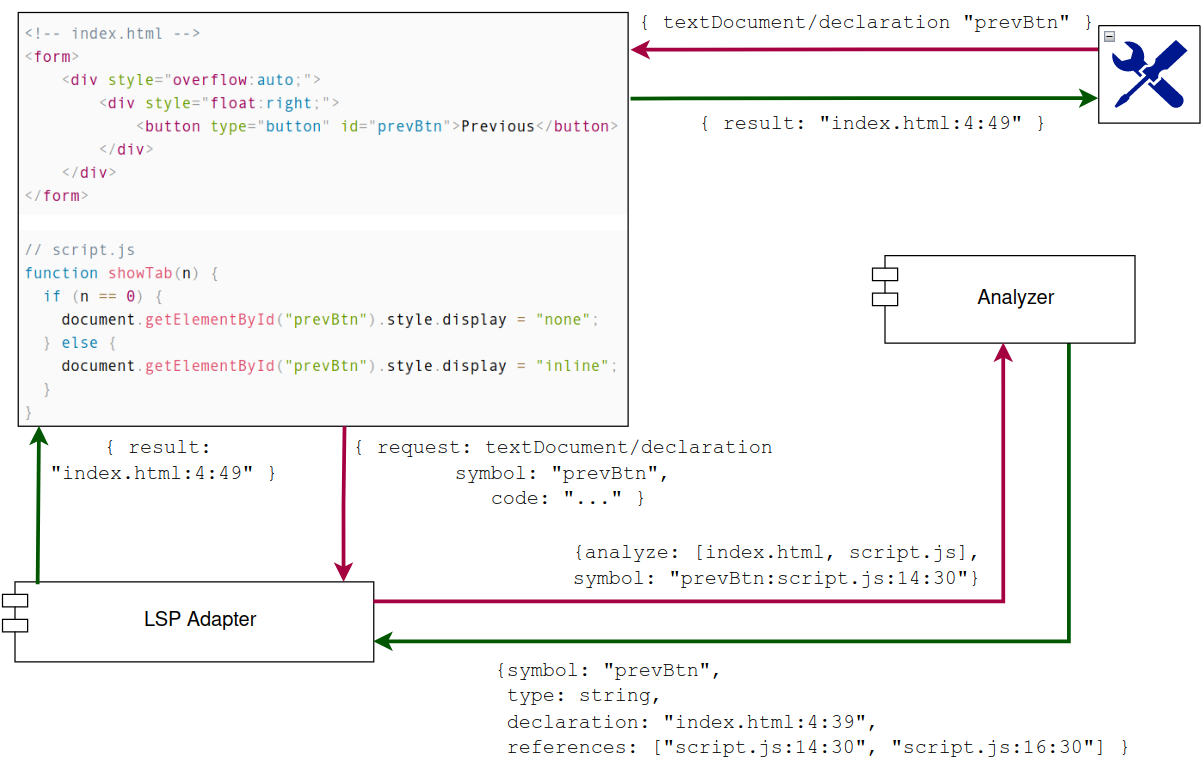 <!-- index.html -->
<form>
    <div style="overflow:auto;">
        <div style="float:right;">
            <button type="button" id="prevBtn">Previous</button>
        </div>
    </div>
</form>
// script.js
function showTab(n) {
  if (n == 0) {
    document.getElementById("prevBtn").style.display = "none";
  } else {
    document.getElementById("prevBtn").style.display = "inline";
  }
}
{ textDocument/declaration "prevBtn" }
{ result: "index.html:4:49" }
Analyzer
{ result:
"index.html:4:49" }
{ request: textDocument/declaration
symbol: "prevBtn",
code: "..." }
{analyze: [index.html, script.js],
symbol: "prevBtn:script.js:14:30"}
LSP Adapter
{symbol: "prevBtn",
type: string,
declaration: "index.html:4:39",
references: ["script.js:14:30", "script.js:16:30"] }